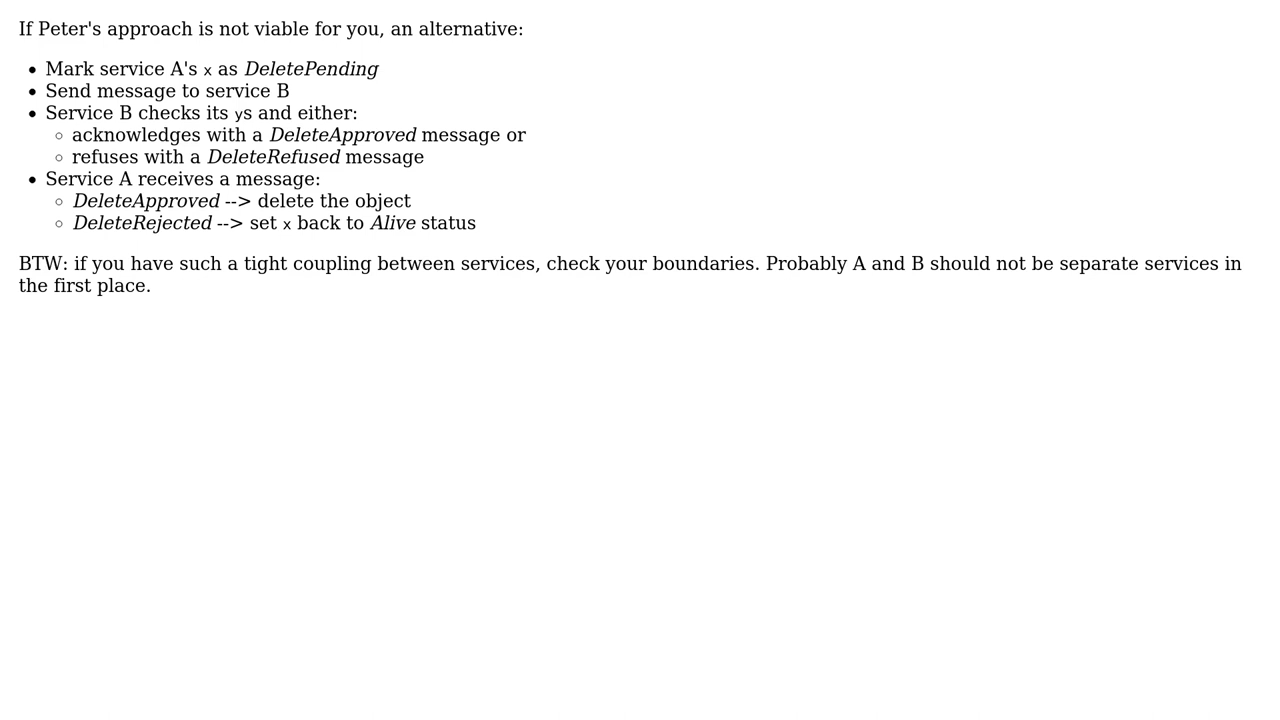 If Peter's approach is not viable for you, an alternative:
• Mark service A's x as DeletePending
• Send message to service B
• Service B checks its ys and either:
◦ acknowledges with a DeleteApproved message or
◦ refuses with a DeleteRefused message
• Service A receives a message:
◦ DeleteApproved --> delete the object
◦ DeleteRejected --> set x back to Alive status
BTW: if you have such a tight coupling between services, check your boundaries. Probably A and B should not be separate services in
the first place.